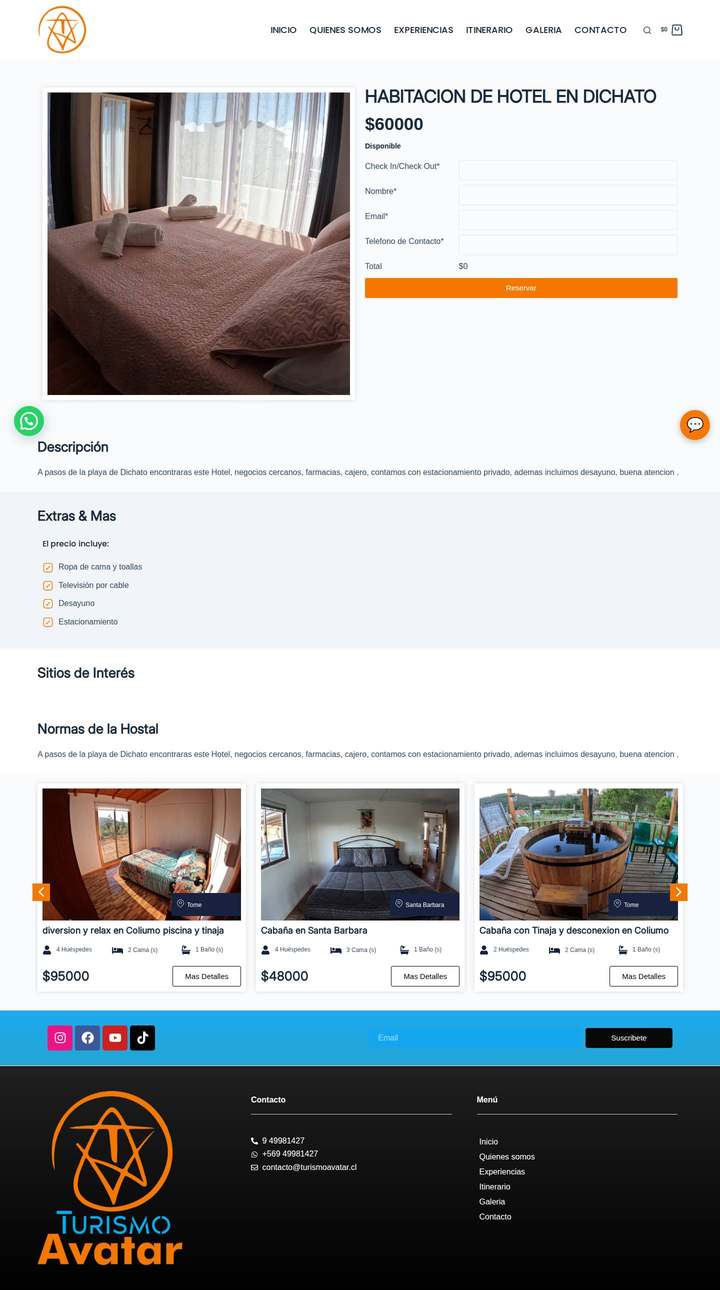 INICIO QUIENES SOMOS EXPERIENCIAS ITINERARIO GALERIA CONTACTO $0
HABITACION DE HOTEL EN DICHATO
$60000
Disponible
Check In/Check Out*
Nombre*
Email*
Telefono de Contacto*
Total $0
Reservar
Descripción
A pasos de la playa de Dichato encontraras este Hotel, negocios cercanos, farmacias, cajero, contamos con estacionamiento privado, ademas incluimos desayuno, buena atencion .
Extras & Mas
El precio incluye:
Ropa de cama y toallas
Televisión por cable
Desayuno
Estacionamiento
Sitios de Interés
Normas de la Hostal
A pasos de la playa de Dichato encontraras este Hotel, negocios cercanos, farmacias, cajero, contamos con estacionamiento privado, ademas incluimos desayuno, buena atencion .
Tome
diversion y relax en Coliumo piscina y tinaja
4 Huéspedes 2 Cama (s) 1 Baño (s)
$95000 Mas Detalles
Santa Barbara
Cabaña en Santa Barbara
4 Huéspedes 3 Cama (s) 1 Baño (s)
$48000 Mas Detalles
Tome
Cabaña con Tinaja y desconexion en Coliumo
2 Huéspedes 2 Cama (s) 1 Baño (s)
$95000 Mas Detalles
Email Suscribete
Turismo
Avatar
Contacto
9 49981427
+569 49981427
contacto@turismoavatar.cl
Menú
Inicio
Quienes somos
Experiencias
Itinerario
Galeria
Contacto